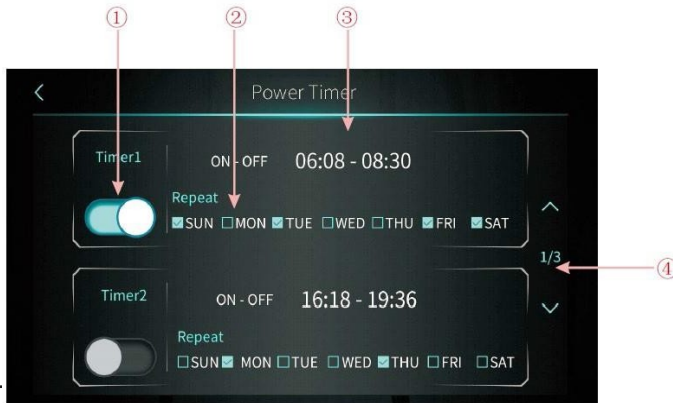 ① ② ③
Power Timer
Timer1
ON - OFF 06:08 - 08:30
Repeat
SUN MON TUE WED THU FRI SAT
1/3
④
Timer2
ON - OFF 16:18 - 19:36
Repeat
SUN MON TUE WED THU FRI SAT
.